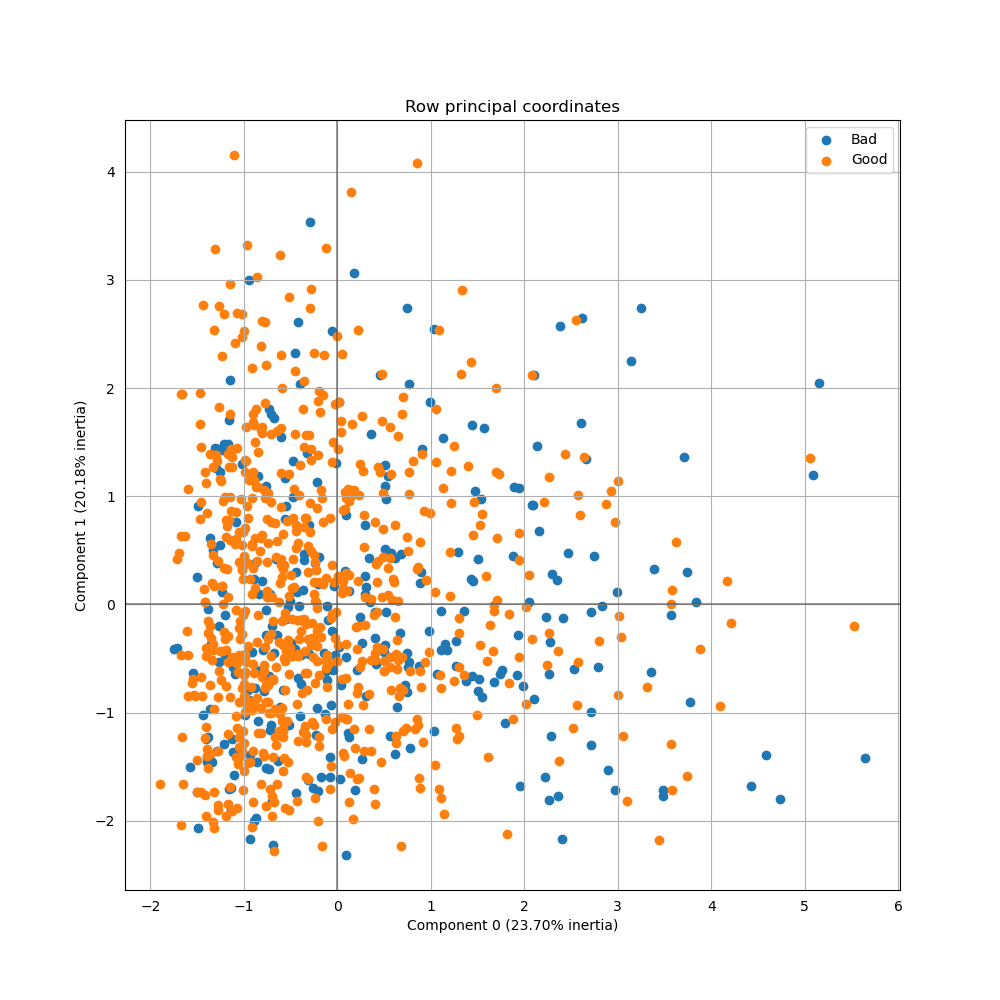 Row principal coordinates
Bad
Good
4
3
2
1
0
−1
−2
Component 1 (20.18% inertia)
−2 −1 0 1 2 3 4 5 6
Component 0 (23.70% inertia)